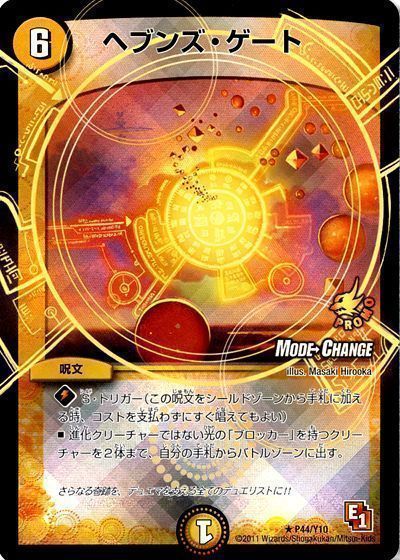 6
ヘブンズ・ゲート
PROMO
MODE CHANGE
illus. Masaki Hirooka
呪文
S・トリガー(この呪文をシールドゾーンから手札に加え
る時、コストを支払わずにすぐ唱えてもよい)
■ 進化クリーチャーではない光の「ブロッカー」を持つクリー
チャーを2体まで、自分の手札からバトルゾーンに出す。
さらなる奇跡を、デュエマを
全てのデュエリストに!!
E1
1
★ P44/Y10
©2011 Wizards/Shogakukan/Mitsui-Kids